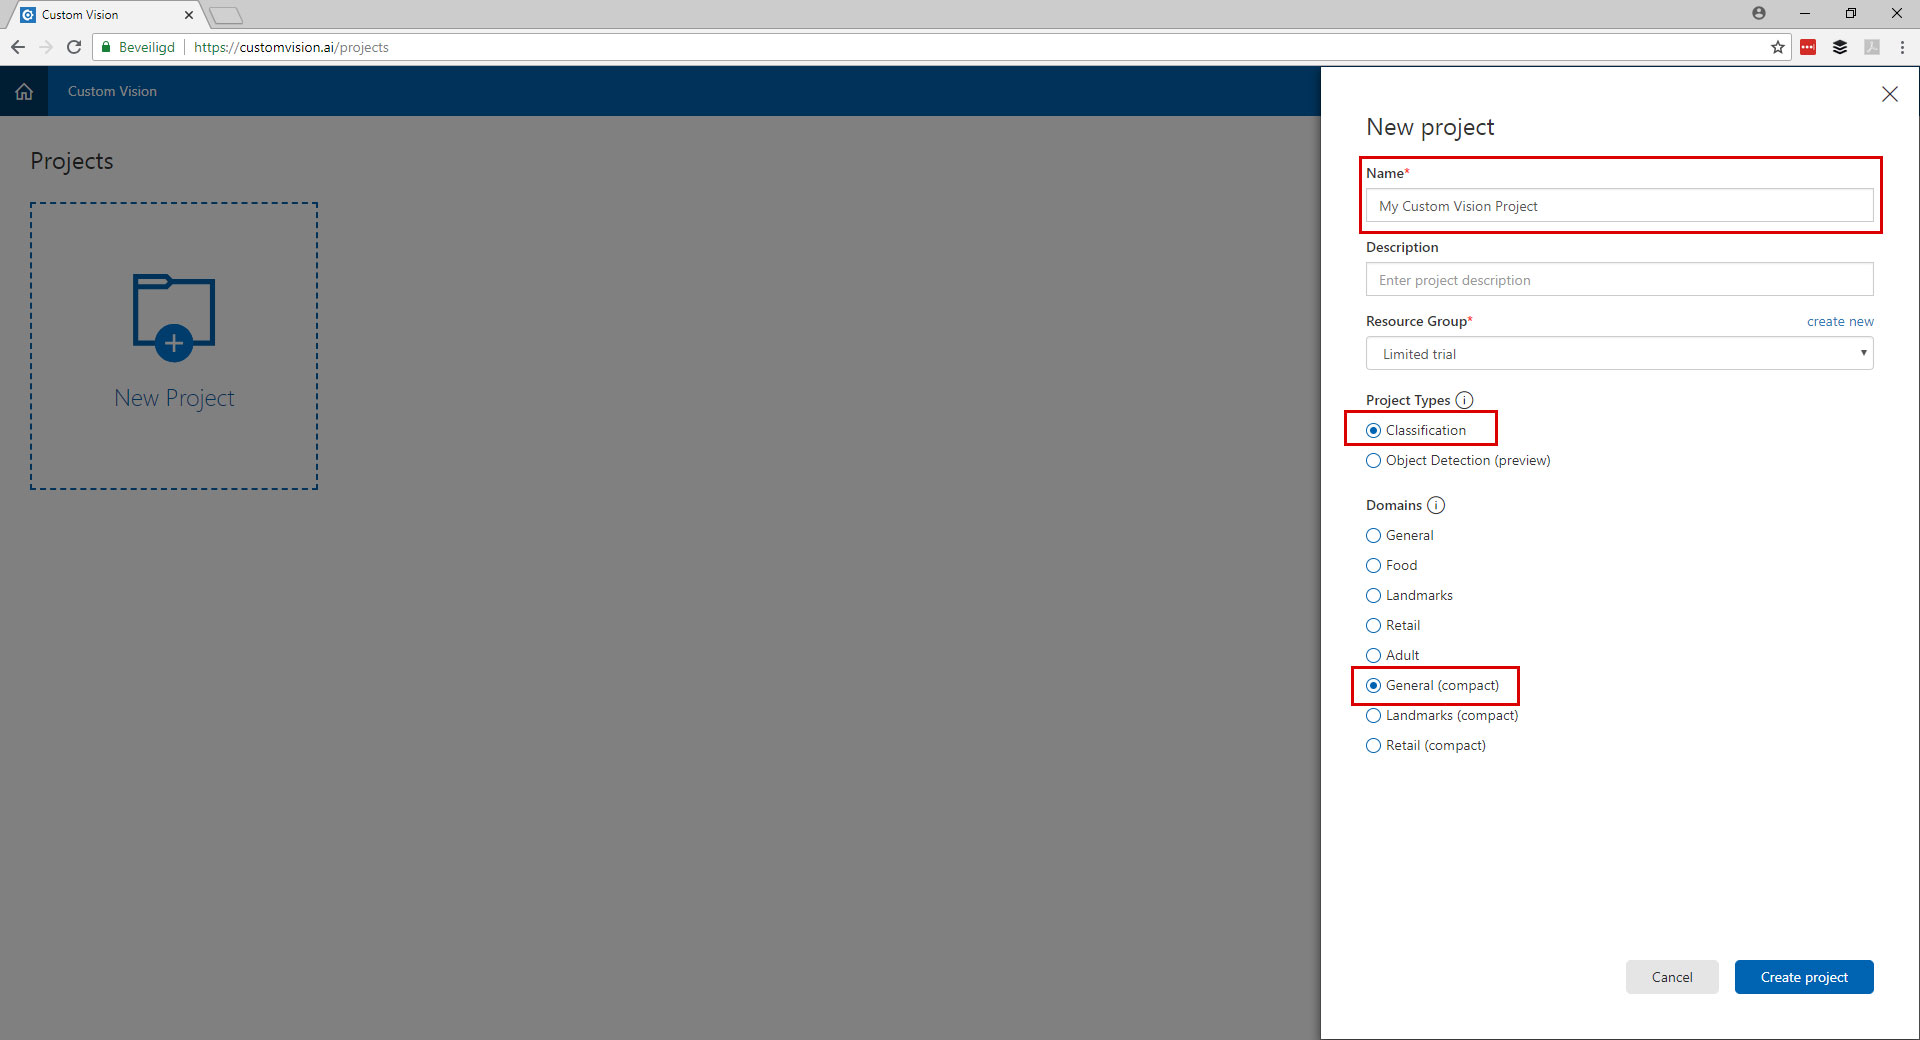 Custom Vision
Beveiligd
https://customvision.ai/projects
Custom Vision
Projects
New Project
New project
Name*
My Custom Vision Project
Description
Enter project description
Resource Group*
create new
Limited trial
Project Types
Classification
Object Detection (preview)
Domains
General
Food
Landmarks
Retail
Adult
General (compact)
Landmarks (compact)
Retail (compact)
Cancel
Create project